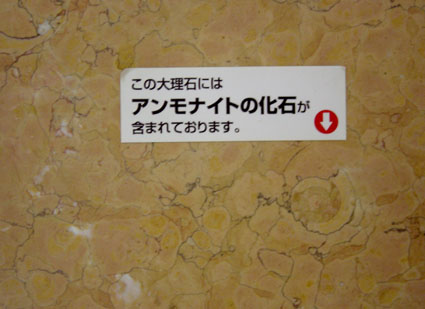 この大理石には
アンモナイトの化石が
含まれております。